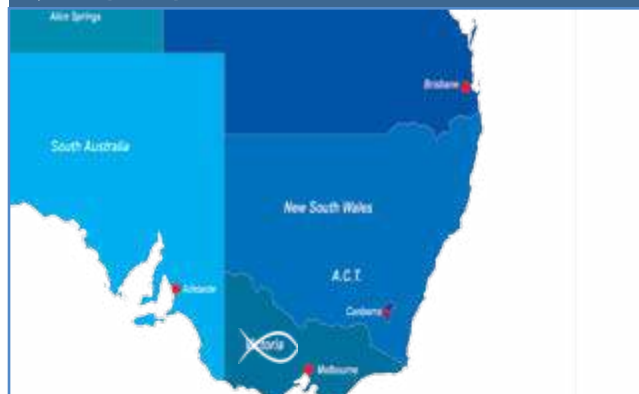 Alice Springs
Brisbane
South Australia
New South Wales
A.C.T.
Adelaide
Canberra
Victoria
Melbourne